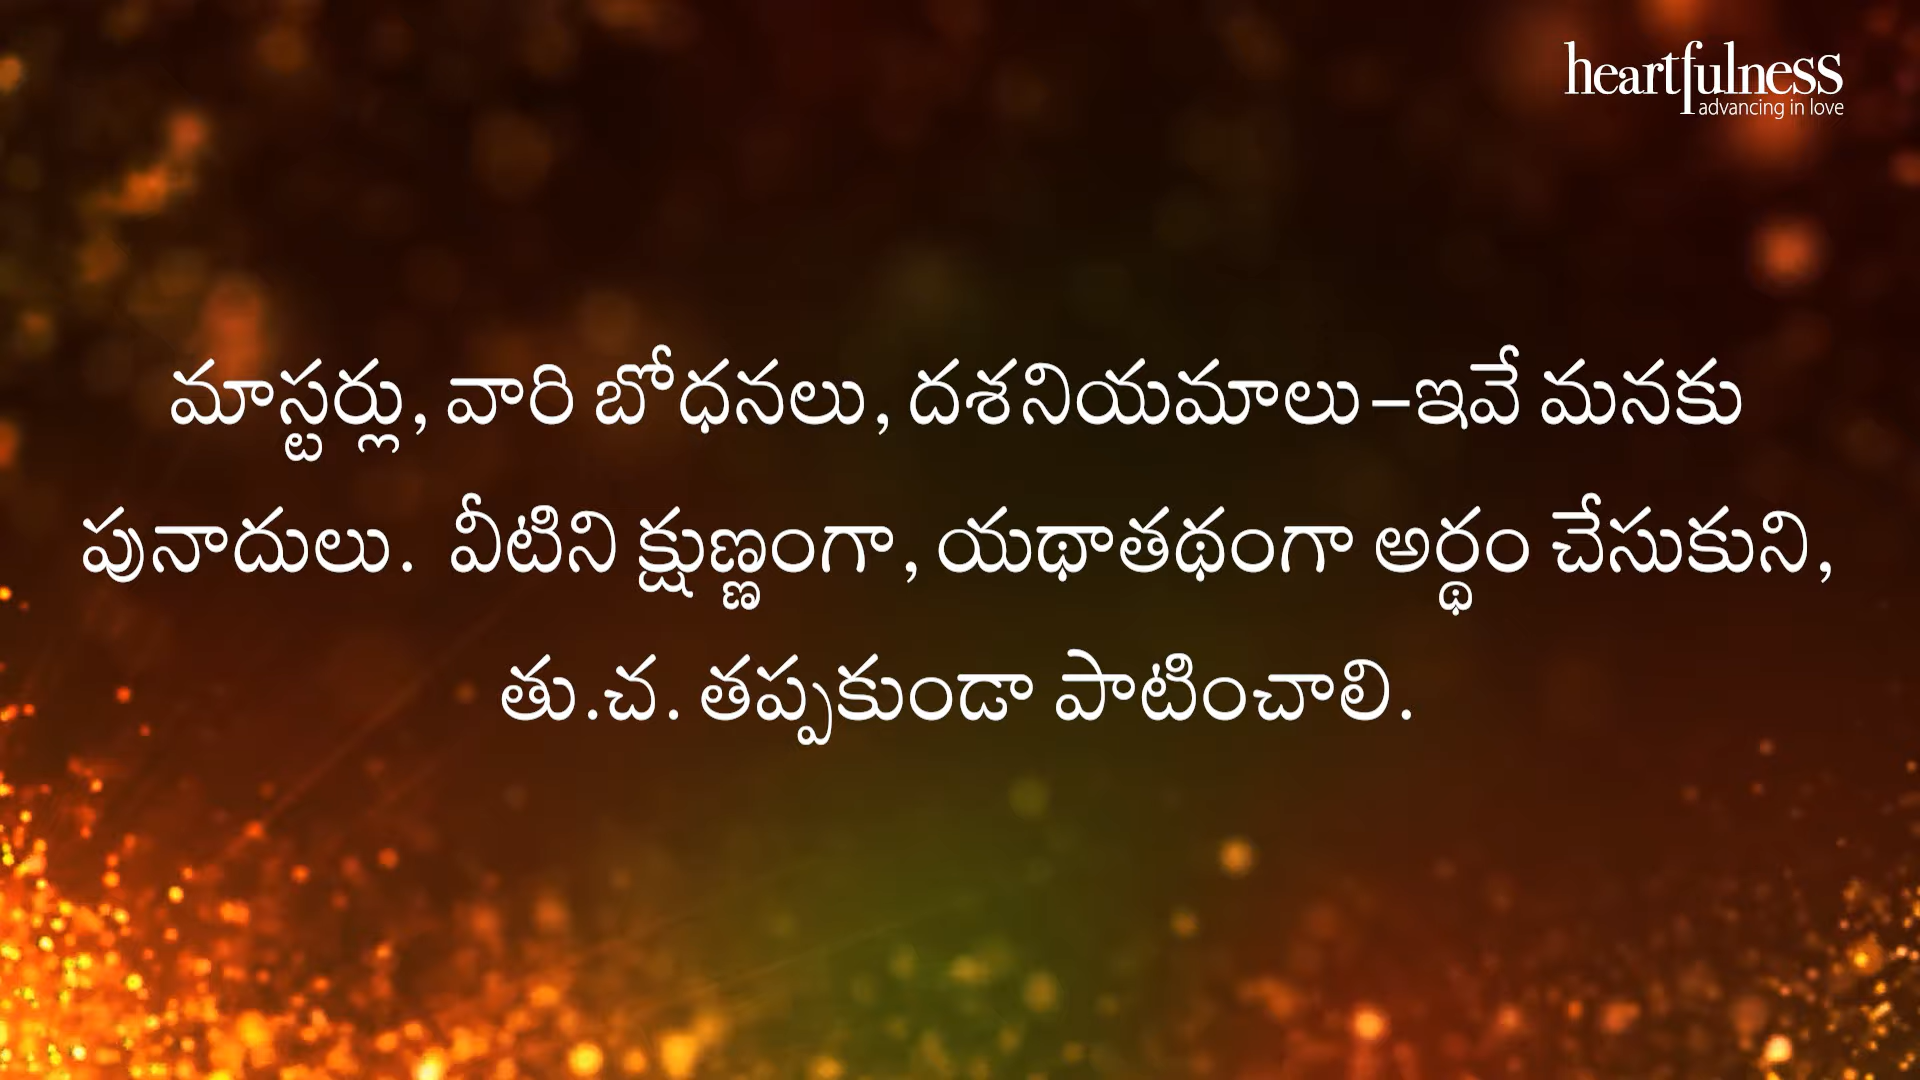 heartfulness
advancing in love
మాస్టర్లు, వారి బోధనలు, దశనియమాలు-ఇవే మనకు
పునాదులు. వీటిని క్షుణ్ణంగా, యథాతథంగా అర్థం చేసుకుని,
తు.చ. తప్పకుండా పాటించాలి.